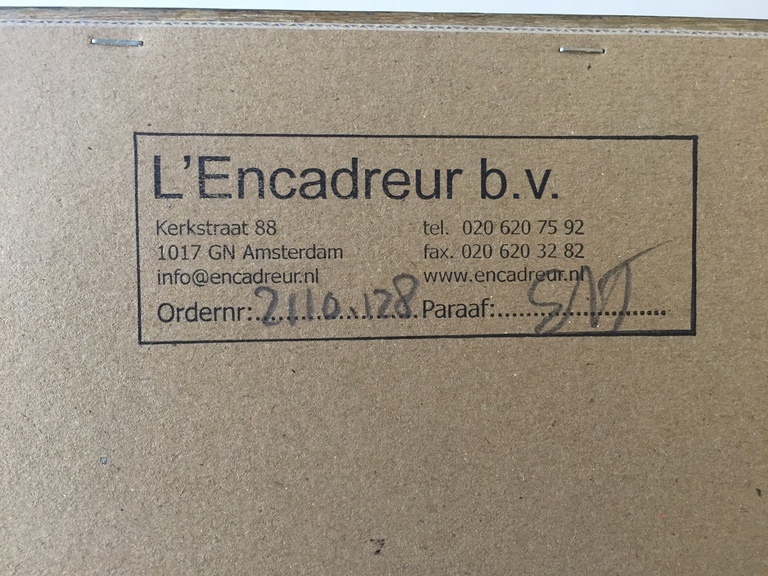 L'Encadreur b.v.
Kerkstraat 88 tel. 020 620 75 92
1017 GN Amsterdam fax. 020 620 32 82
info@encadreur.nl www.encadreur.nl
Ordernr:2110.128 Paraaf: